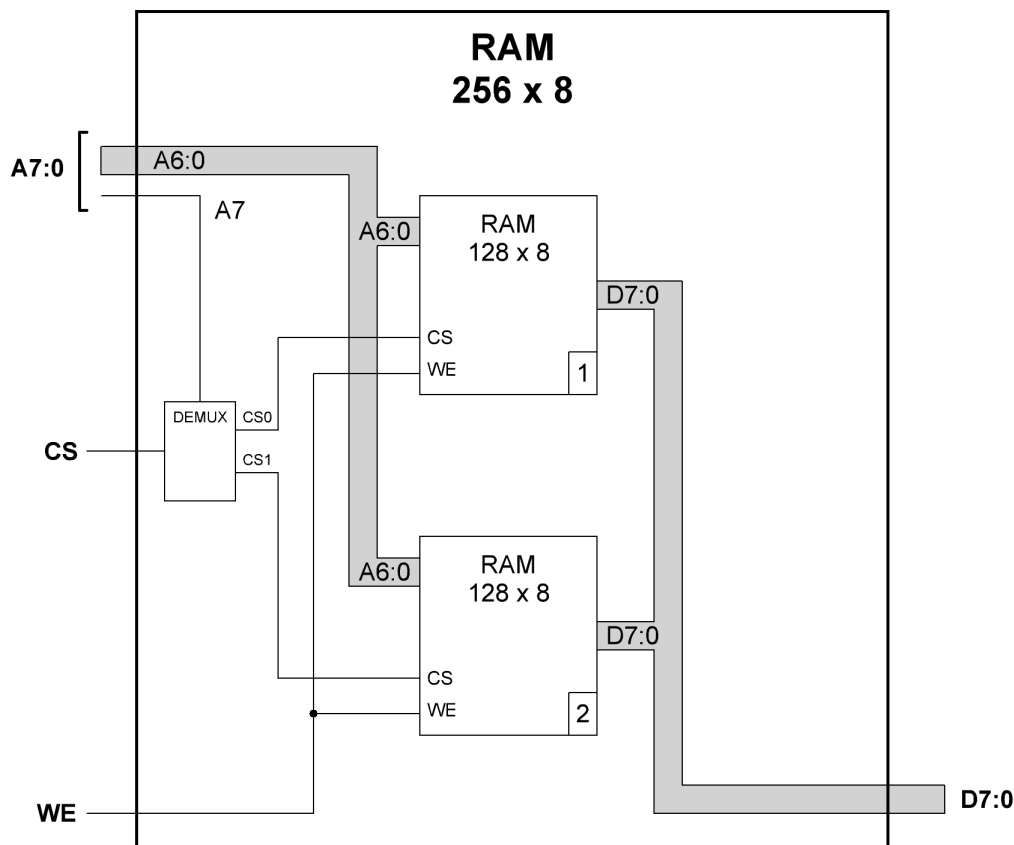 RAM
256 x 8
A7:0
A6:0
A7
A6:0
RAM
128 x 8
D7:0
CS
WE
1
DEMUX
CS0
CS1
CS
A6:0
RAM
128 x 8
D7:0
CS
WE
2
WE
D7:0